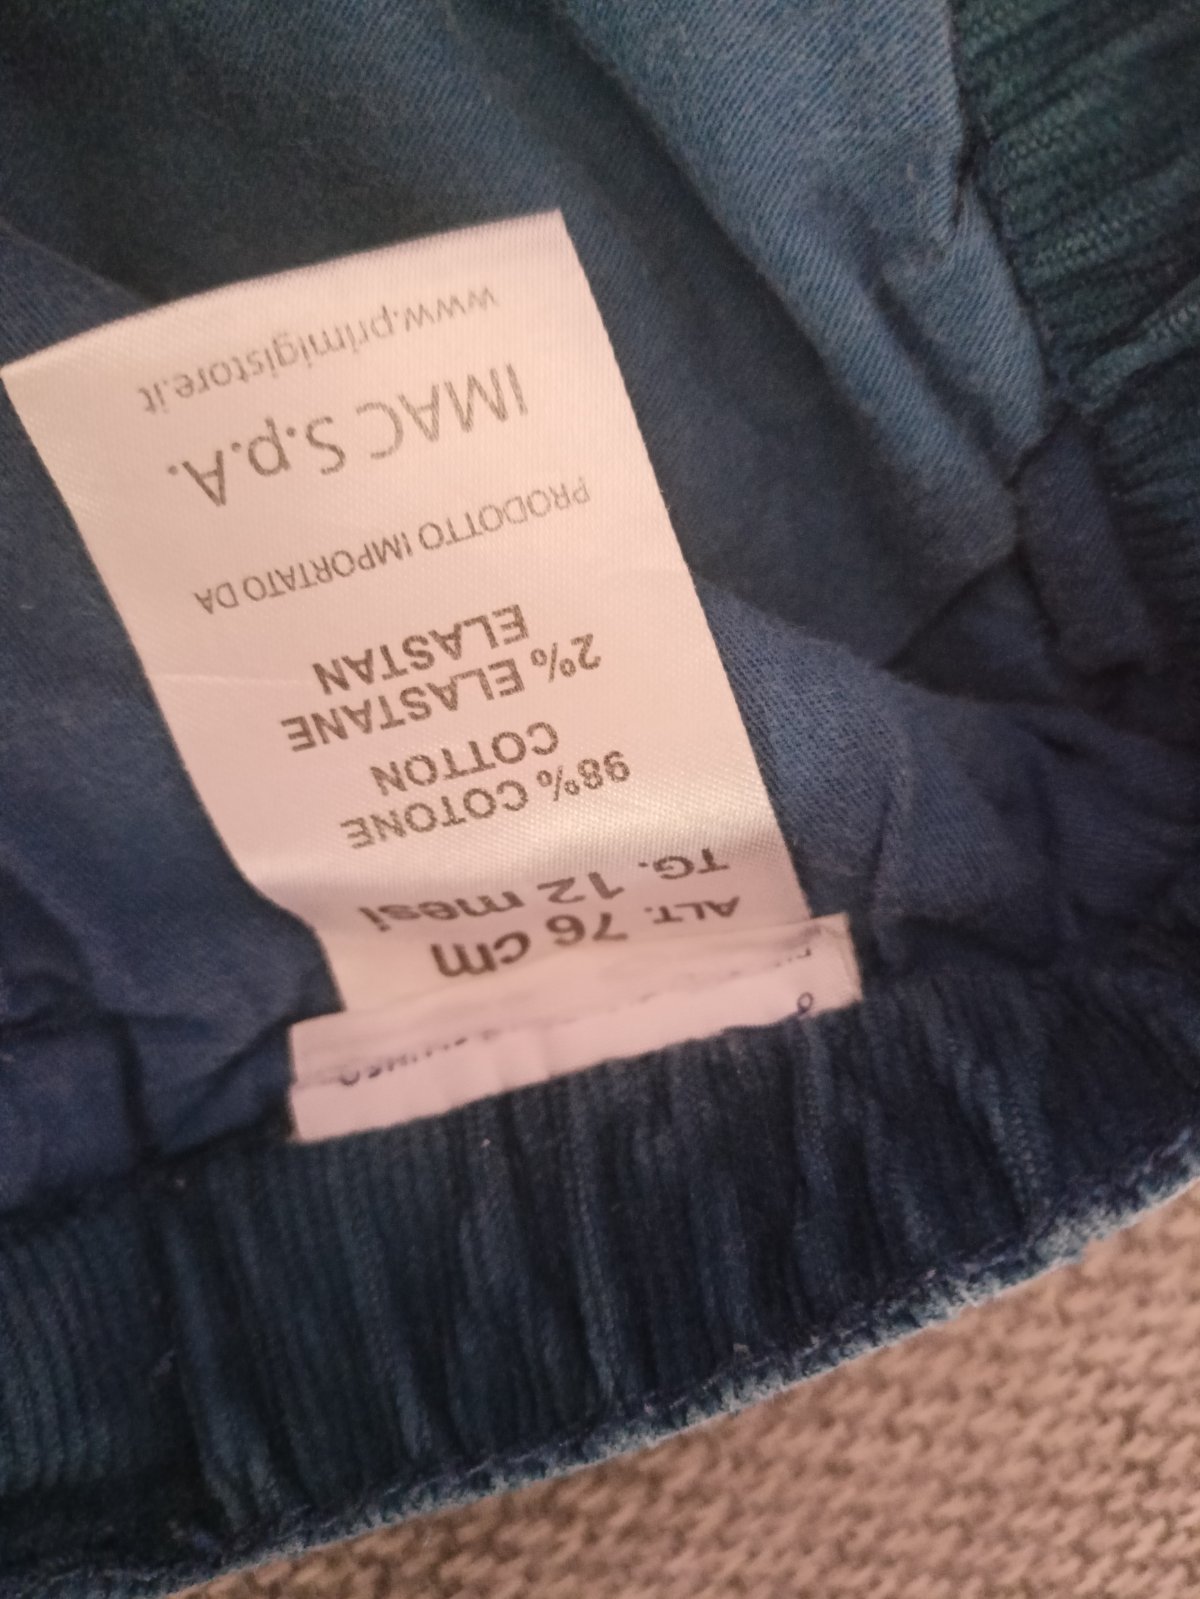 ALT. 76 cm
TG. 12 mesi
98% COTONE
COTTON
2% ELASTANE
ELASTAN
PRODOTTO IMPORTATO DA
IMAC S.p.A.
www.primigistore.it